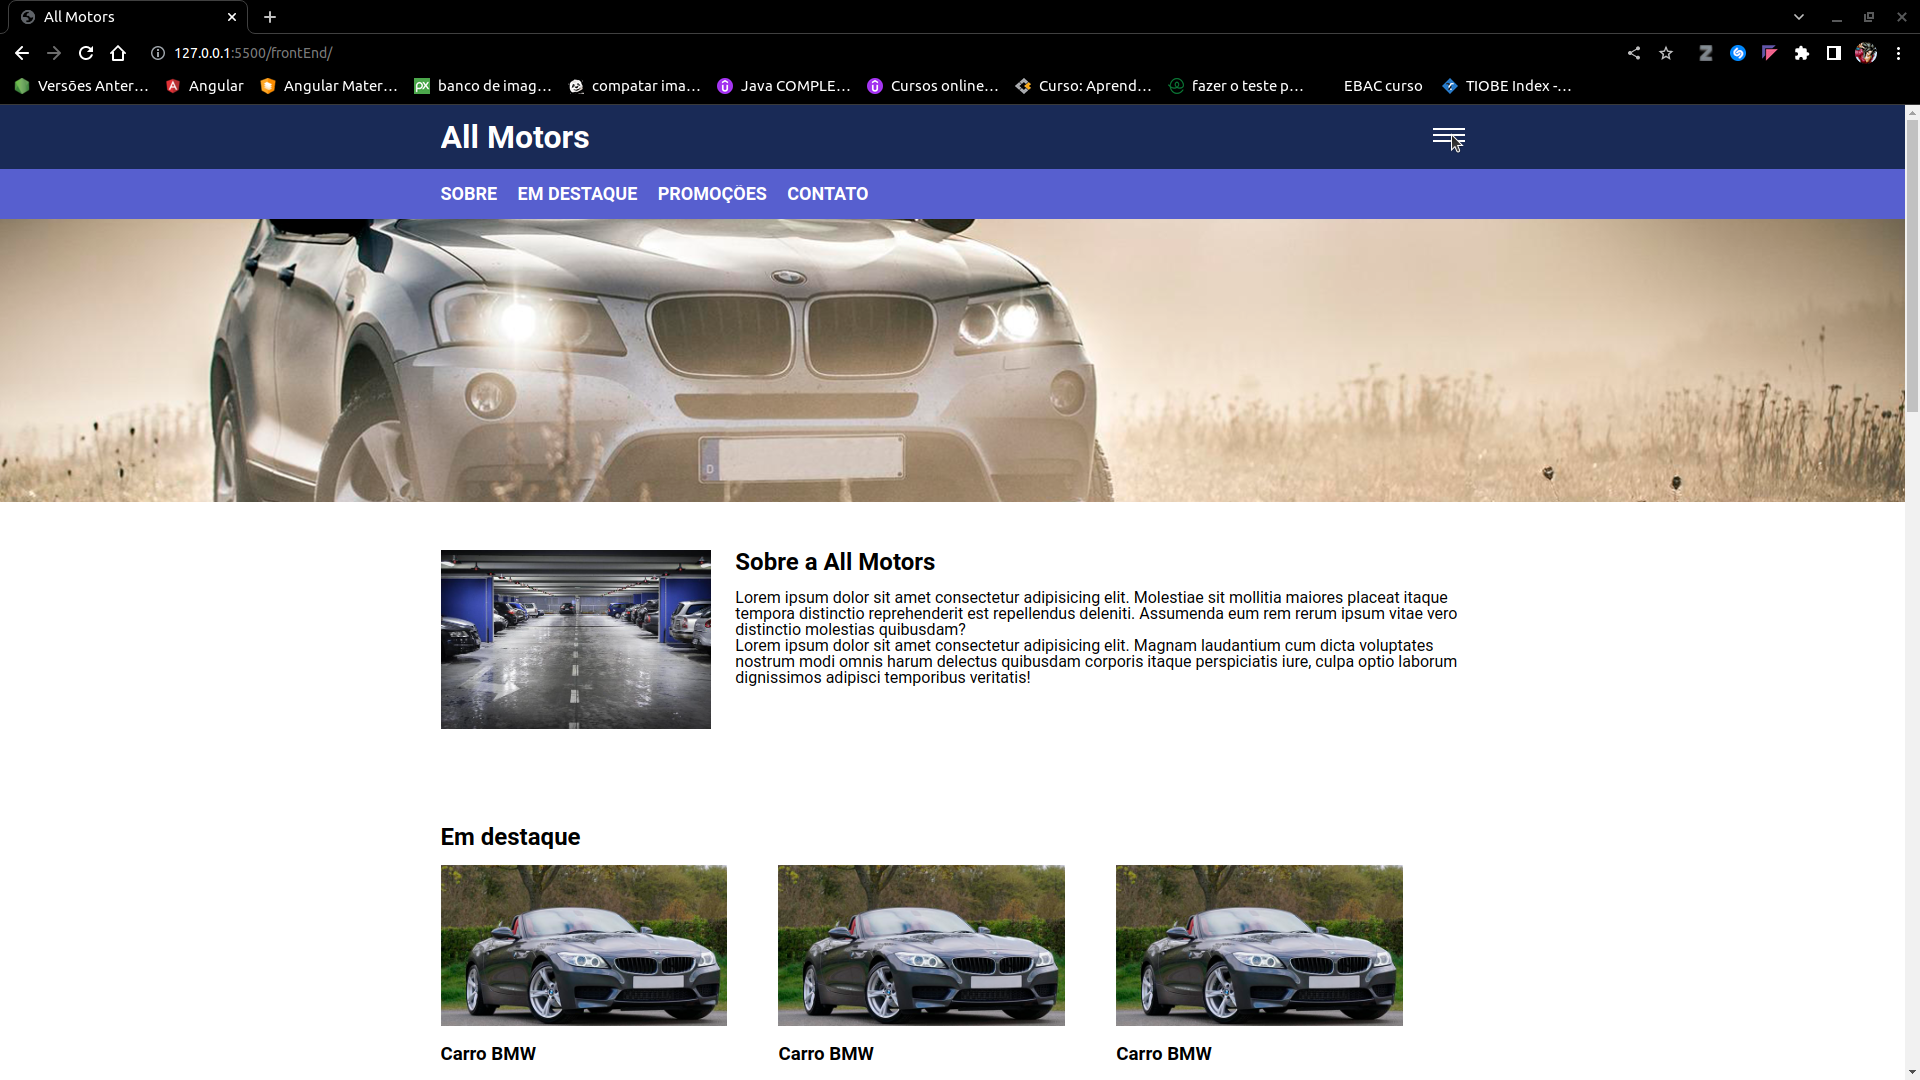 All Motors
127.0.0.1:5500/frontEnd/
Versões Anter... Angular Angular Mater... banco de imag... compatar ima... Java COMPLE... Cursos online... Curso: Aprend... fazer o teste p... EBAC curso TIOBE Index -...
All Motors
SOBRE EM DESTAQUE PROMOÇÕES CONTATO
D
Sobre a All Motors
Lorem ipsum dolor sit amet consectetur adipisicing elit. Molestiae sit mollitia maiores placeat itaque
tempora distinctio reprehenderit est repellendus deleniti. Assumenda eum rem rerum ipsum vitae vero
distinctio molestias quibusdam?
Lorem ipsum dolor sit amet consectetur adipisicing elit. Magnam laudantium cum dicta voluptates
nostrum modi omnis harum delectus quibusdam corporis itaque perspiciatis iure, culpa optio laborum
dignissimos adipisci temporibus veritatis!
Em destaque
Carro BMW Carro BMW Carro BMW